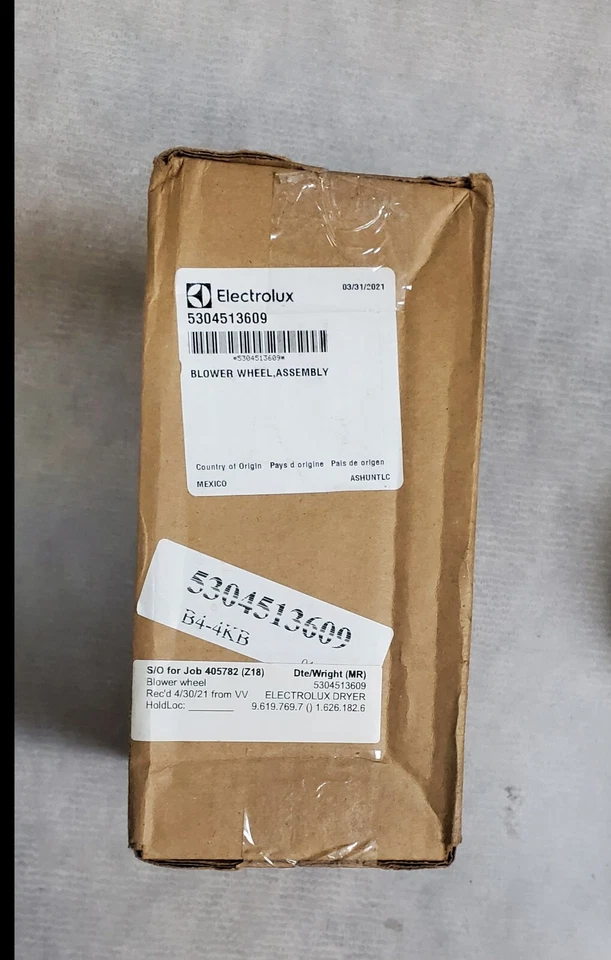 Electrolux
03/31/2021
5304513609
*5304513609*
BLOWER WHEEL,ASSEMBLY
Country of Origin Pays d origine Pais de origen
MEXICO ASHUNTLC
5304513609
B4-4KB
S/O for Job 405782 (Z18) Dte/Wright (MR)
Blower wheel 5304513609
Rec'd 4/30/21 from VV ELECTROLUX DRYER
HoldLoc: ________ 9.619.769.7 () 1.626.182.6